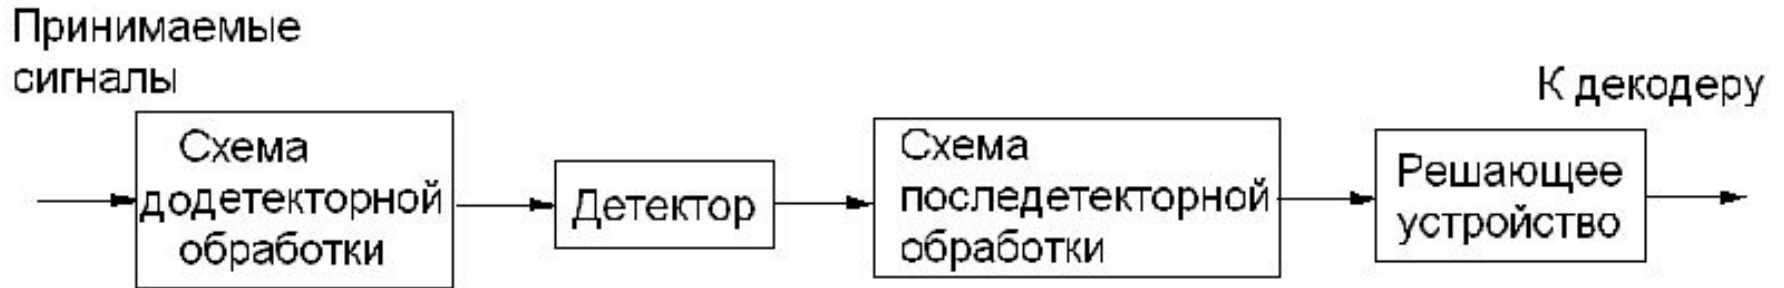 Принимаемые
сигналы
К декодеру
Схема
додетекторной
обработки
Детектор
Схема
последетекторной
обработки
Решающее
устройство